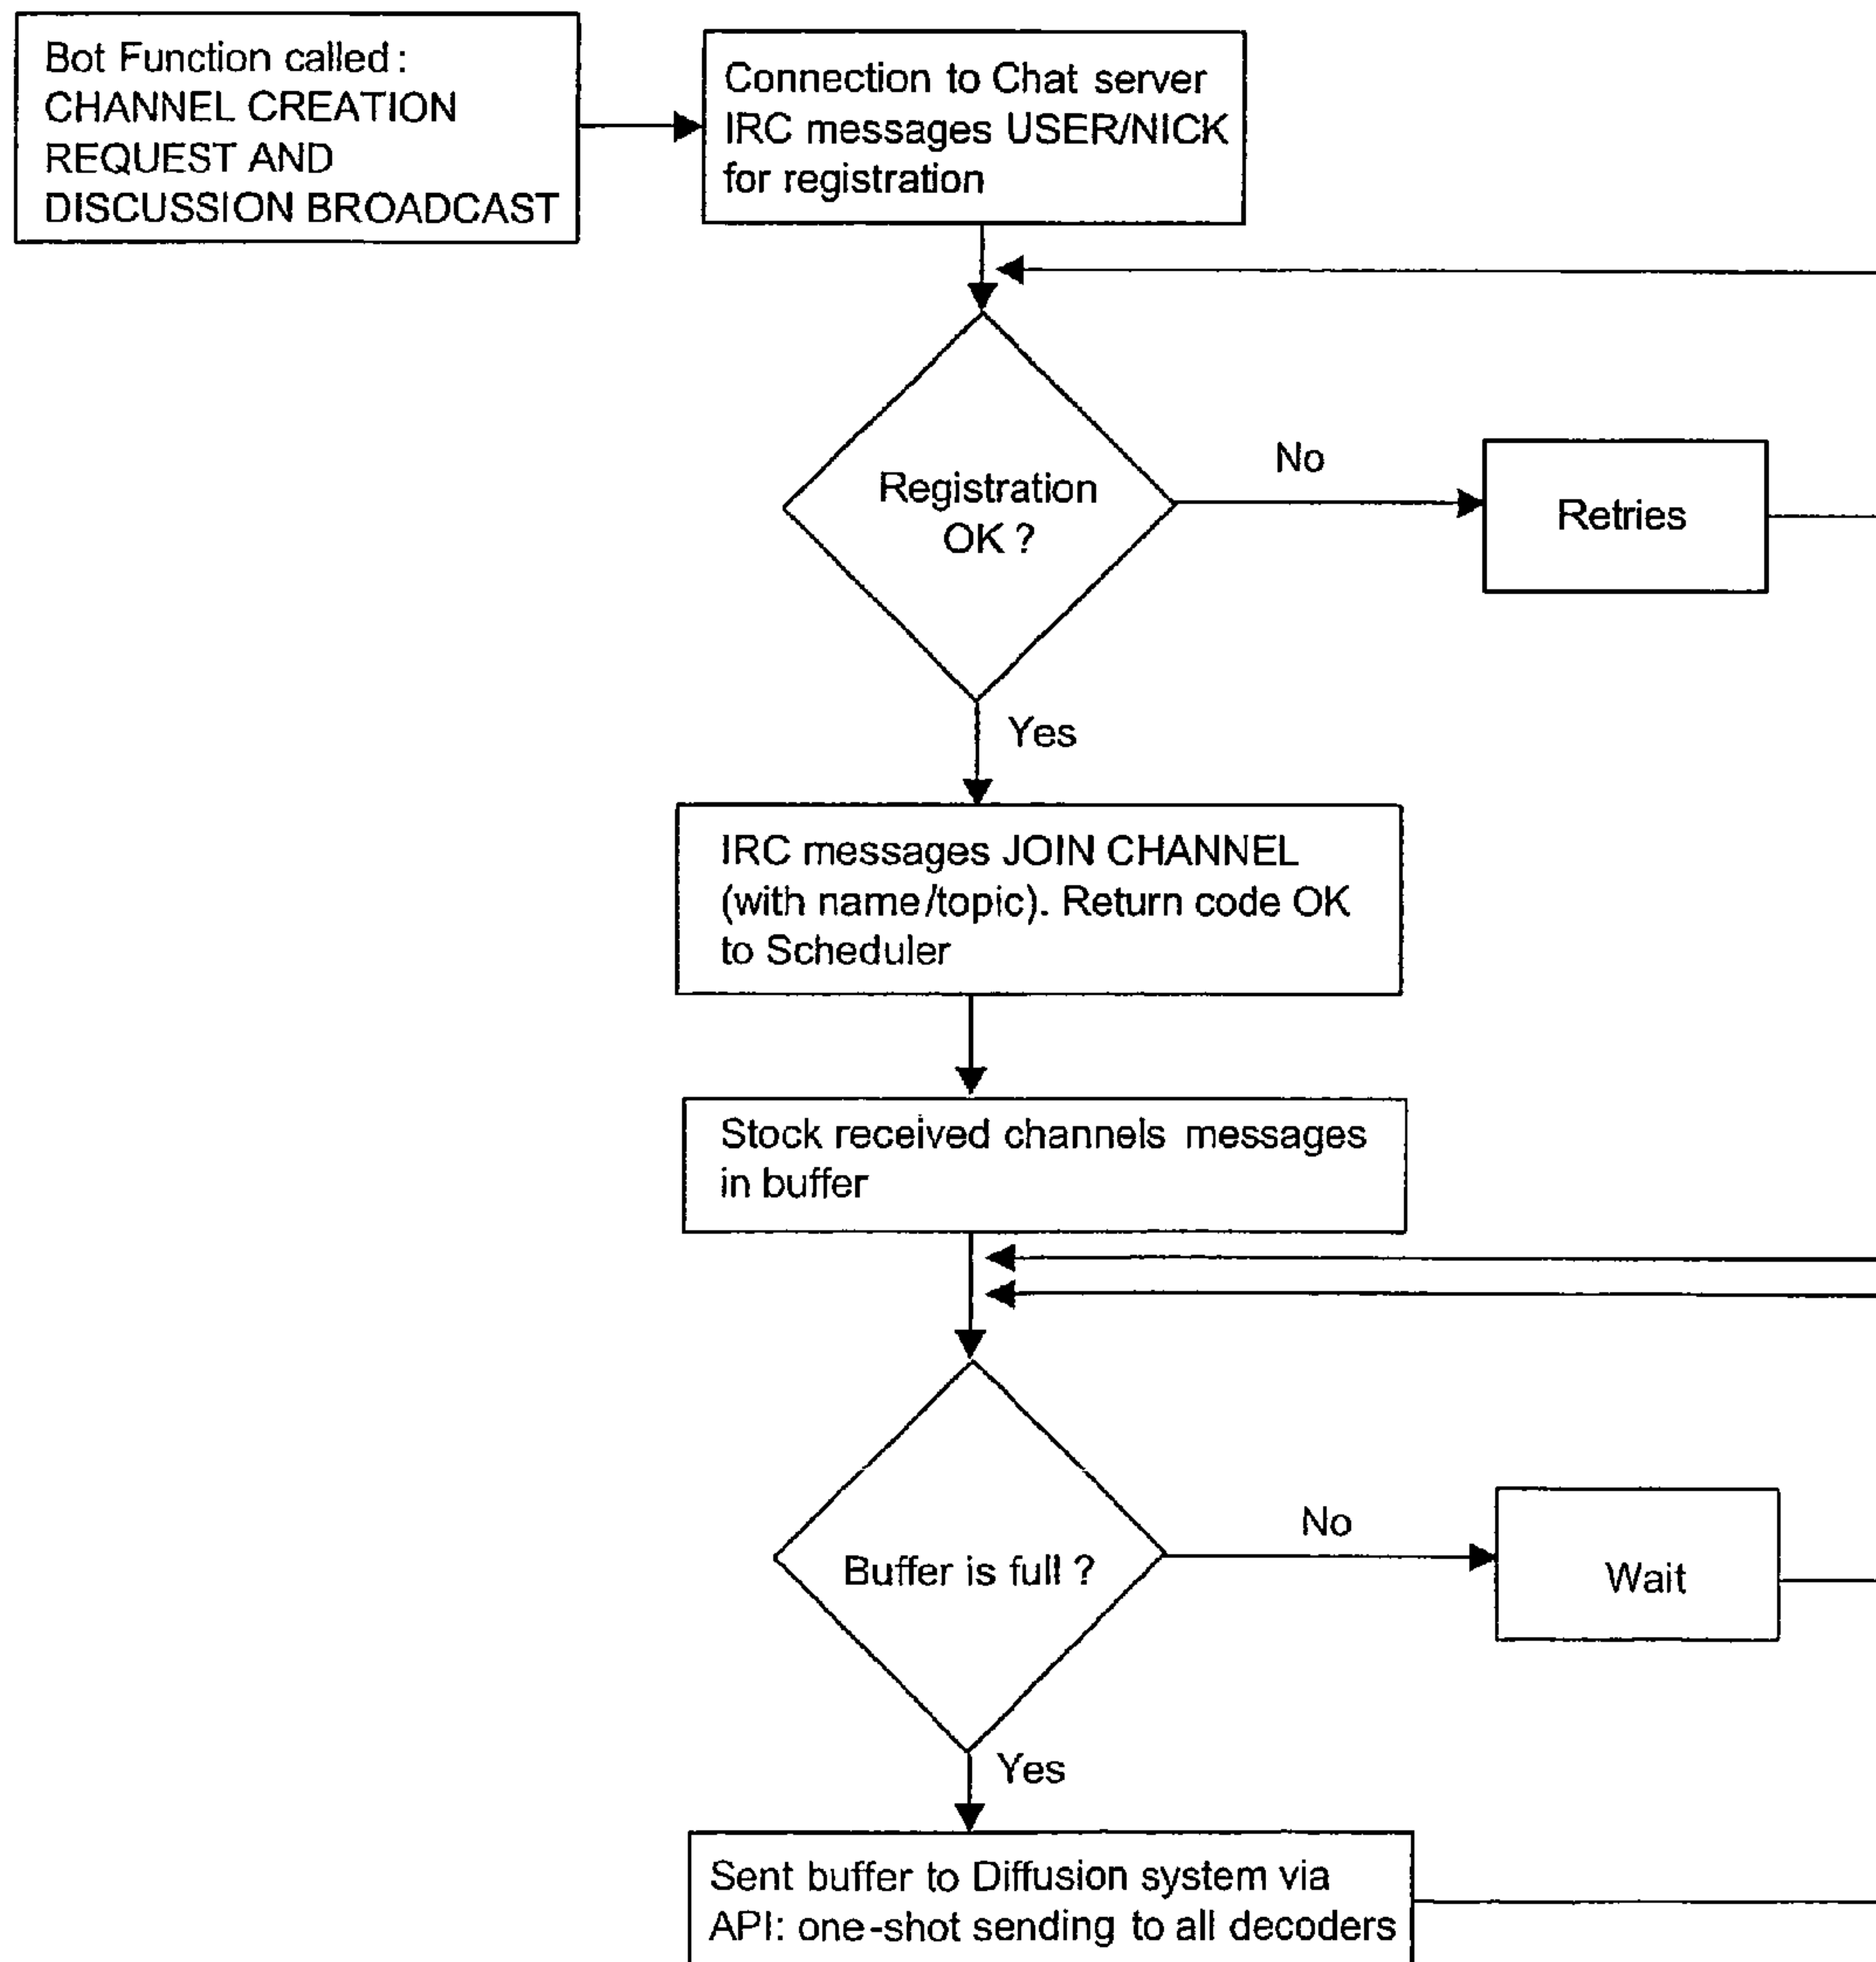 Bot Function called :
CHANNEL CREATION
REQUEST AND
DISCUSSION BROADCAST
Connection to Chat server
IRC messages USER/NICK
for registration
Registration
OK ?
No
Retries
Yes
IRC messages JOIN CHANNEL
(with name/topic). Return code OK
to Scheduler
Stock received channels messages
in buffer
Buffer is full ?
No
Wait
Yes
Sent buffer to Diffusion system via
API: one-shot sending to all decoders